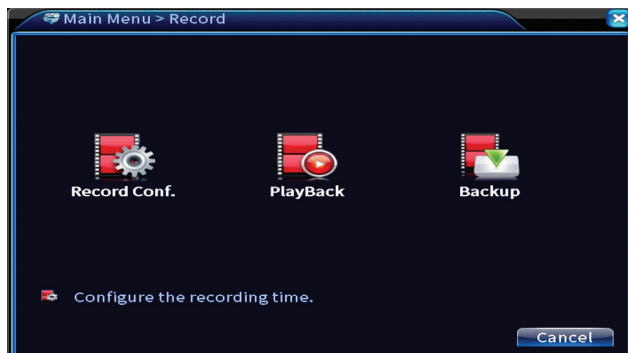 Main Menu > Record
Record Conf.
PlayBack
Backup
Configure the recording time.
Cancel